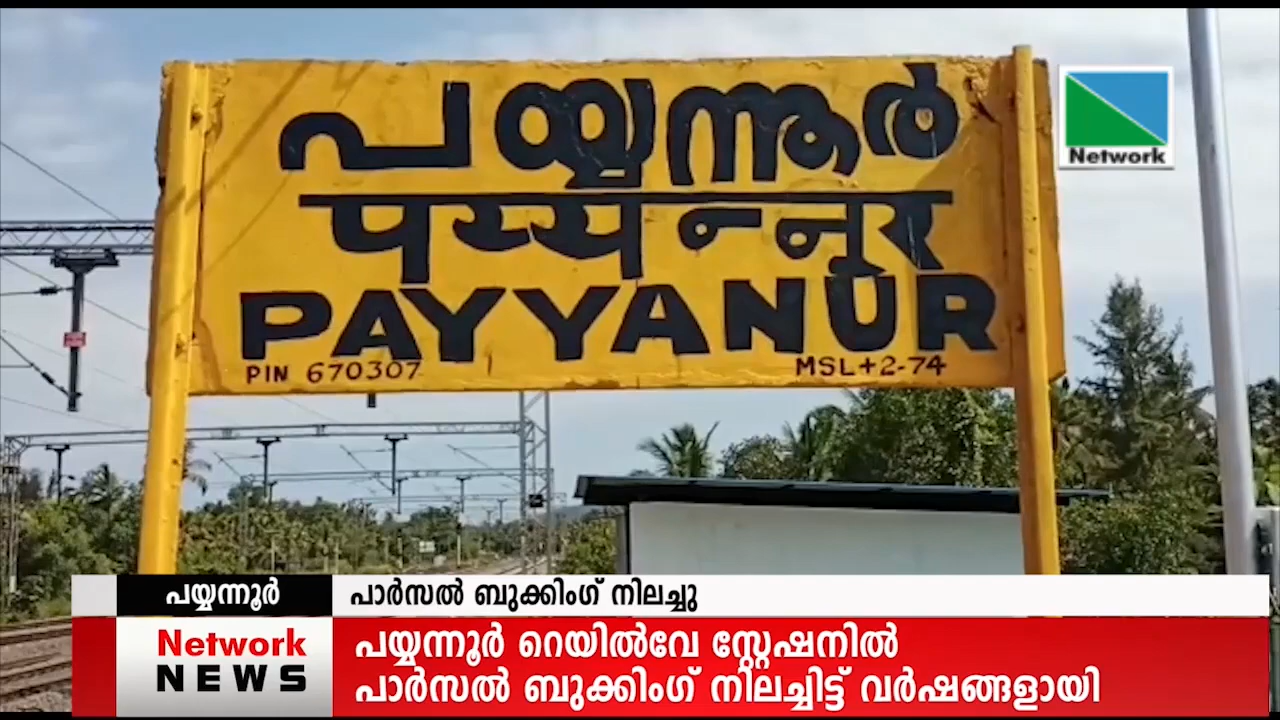 പയ്യന്നൂർ
पय्यन्नूर
PAYYANUR
PIN 670307 MSL+2-74
Network
പയ്യന്നൂർ പാർസൽ ബുക്കിംഗ് നിലച്ചു
Network NEWS
പയ്യന്നൂർ റെയിൽവേ സ്റ്റേഷനിൽ
പാർസൽ ബുക്കിംഗ് നിലച്ചിട്ട് വർഷങ്ങളായി